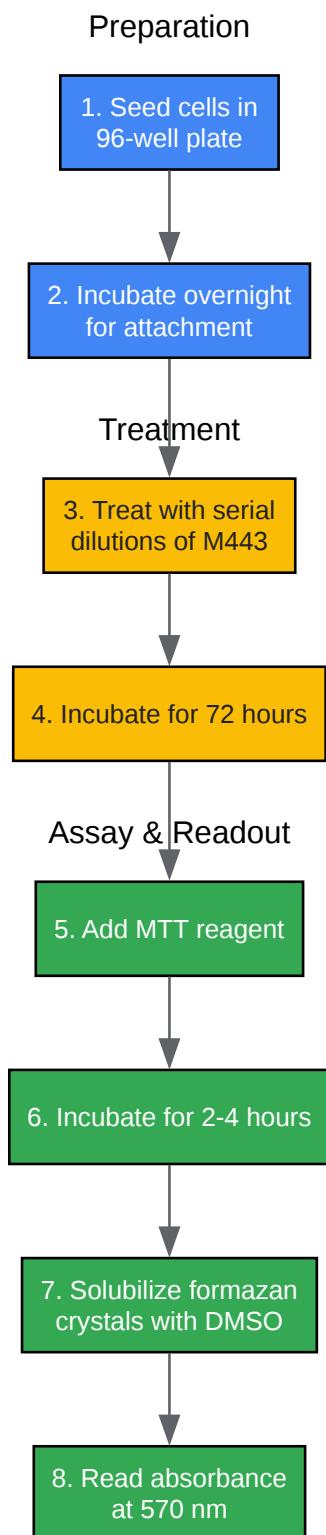 Preparation
1. Seed cells in
96-well plate
2. Incubate overnight
for attachment
Treatment
3. Treat with serial
dilutions of M443
4. Incubate for 72 hours
Assay & Readout
5. Add MTT reagent
6. Incubate for 2-4 hours
7. Solubilize formazan
crystals with DMSO
8. Read absorbance
at 570 nm